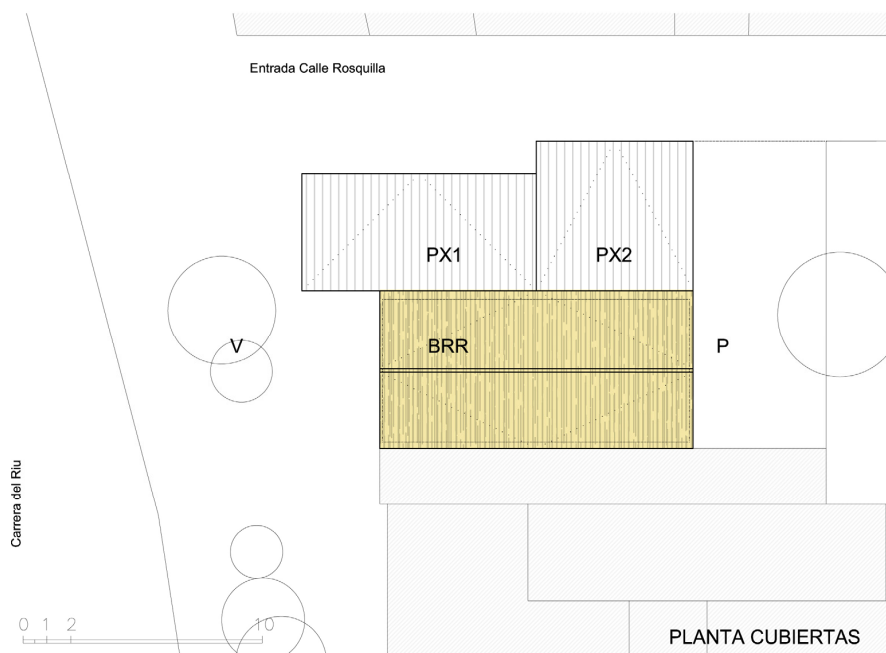 Entrada Calle Rosquilla
PX1 PX2
V BRR P
Carrera del Riu
0 1 2 10
PLANTA CUBIERTAS